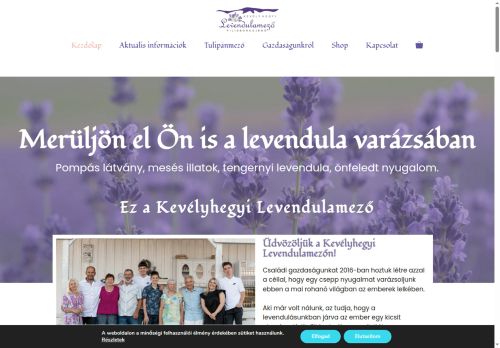 KEVÉLYHEGYI
Levendulamező
PILISBOROSJENŐ
Kezdőlap Aktuális információk Tulipánmező Gazdaságunkról Shop Kapcsolat
Merüljön el Ön is a levendula varázsában
Pompás látvány, mesés illatok, tengernyi levendula, önfeledt nyugalom.
Ez a Kevélyhegyi Levendulamező
Üdvözöljük a Kevélyhegyi
Levendulamezőn!
Családi gazdaságunkat 2016-ban hoztuk létre azzal
a céllal, hogy egy csepp nyugalmat varázsoljunk
ebben a mai rohanó világban az emberek lelkében.
Aki már volt nálunk, az tudja, hogy a
levendulásunkban járva az ember egy kicsit
A weboldalon a minőségi felhasználói élmény érdekében sütiket használunk.
Részletek
Elfogad
Elutasítom